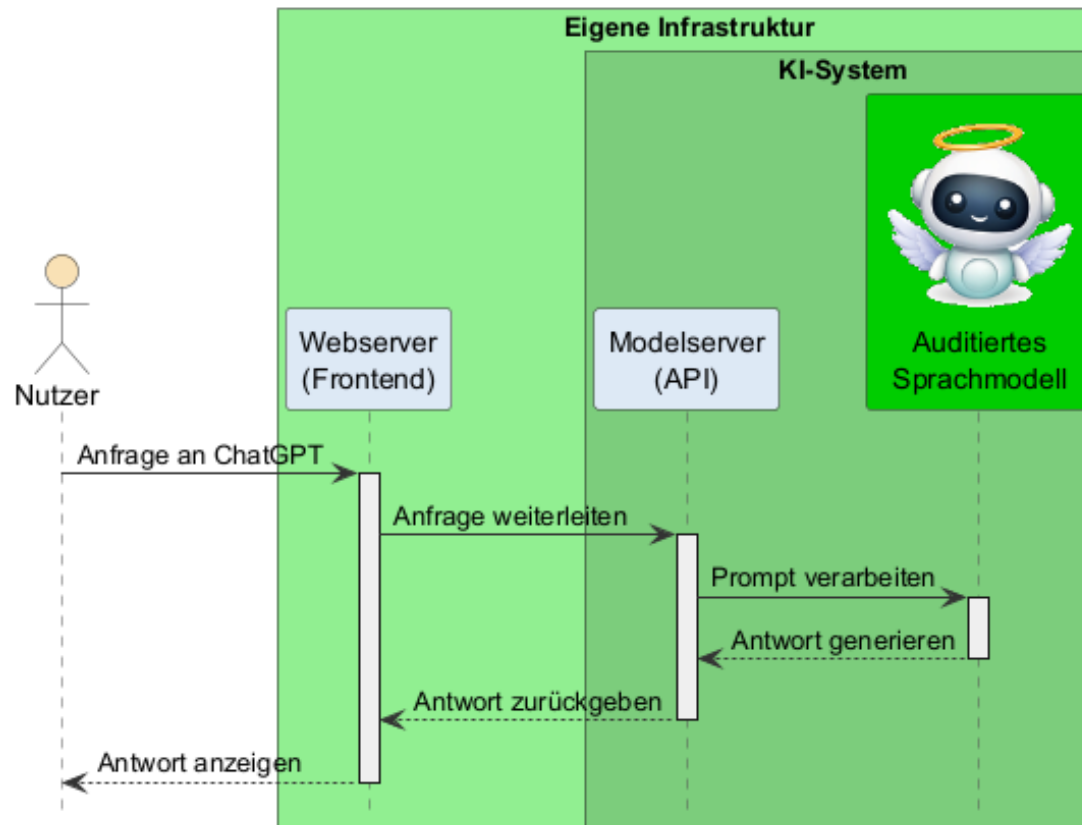 Eigene Infrastruktur
KI-System
Nutzer
Webserver
(Frontend)
Modelserver
(API)
Auditiertes
Sprachmodell
Anfrage an ChatGPT
Anfrage weiterleiten
Prompt verarbeiten
Antwort generieren
Antwort zurückgeben
Antwort anzeigen